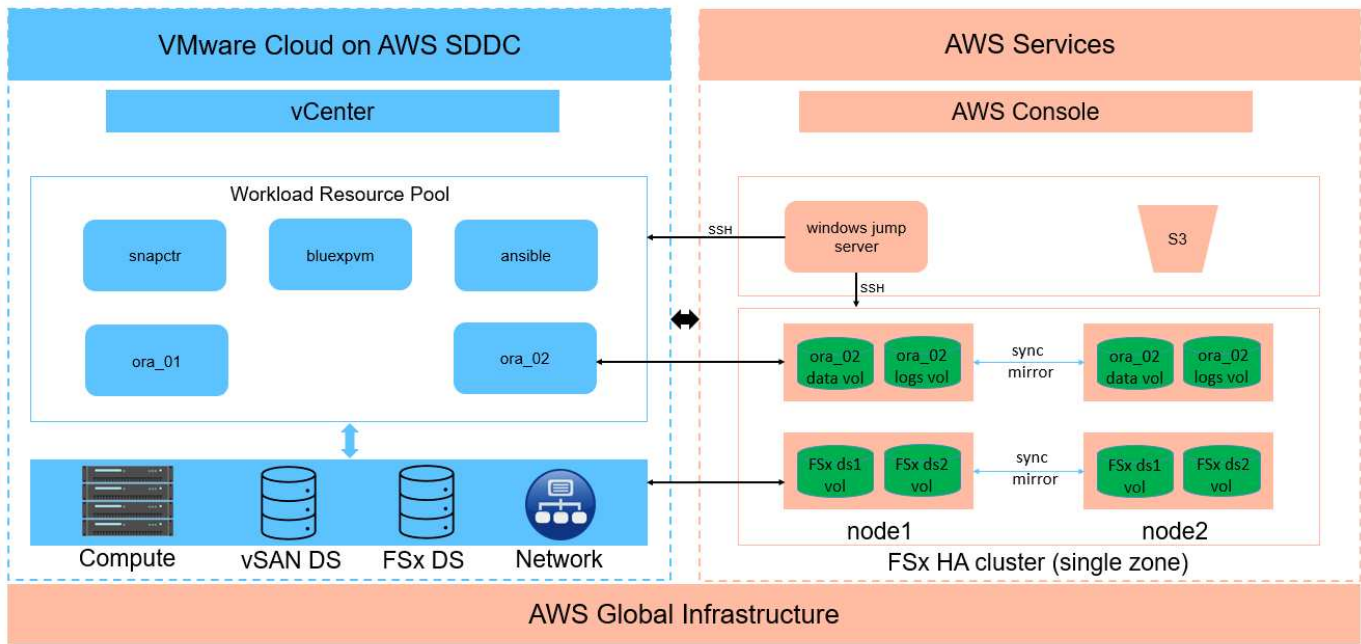 VMware Cloud on AWS SDDC
vCenter
Workload Resource Pool
snapctr
bluexpvm
ansible
ora_01
ora_02
Compute
vSAN DS
FSx DS
Network
AWS Services
AWS Console
SSH
windows jump
server
S3
SSH
ora_02
data vol
ora_02
logs vol
sync
mirror
ora_02
data vol
ora_02
logs vol
FSx ds1
vol
FSx ds2
vol
sync
mirror
FSx ds1
vol
FSx ds2
vol
node1
node2
FSx HA cluster (single zone)
AWS Global Infrastructure